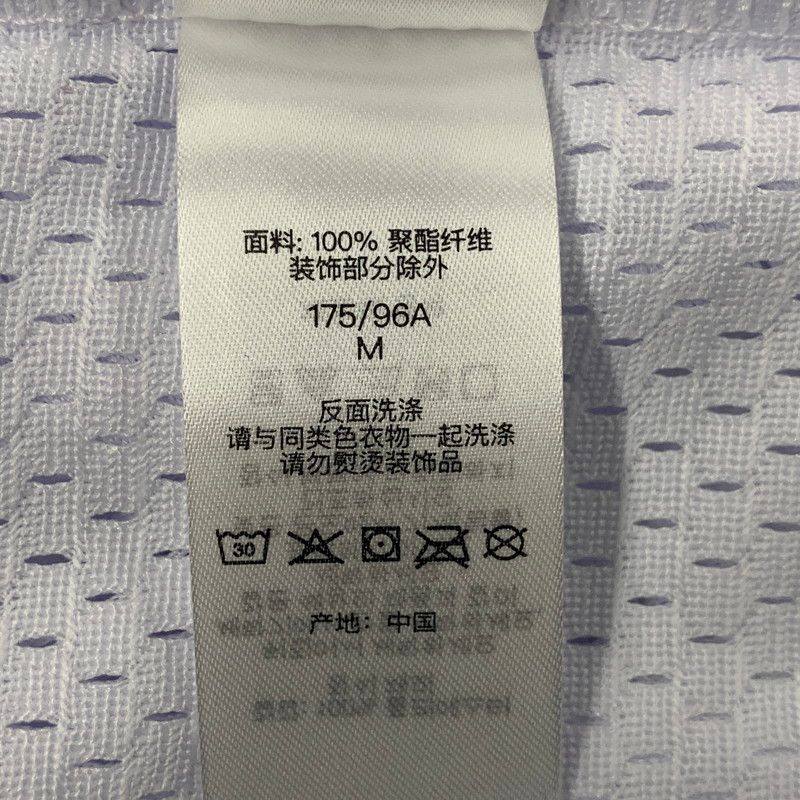 面料: 100% 聚酯纤维
装饰部分除外
175/96A
M
反面洗涤
请与同类色衣物一起洗涤
请勿熨烫装饰品
30
产地: 中国